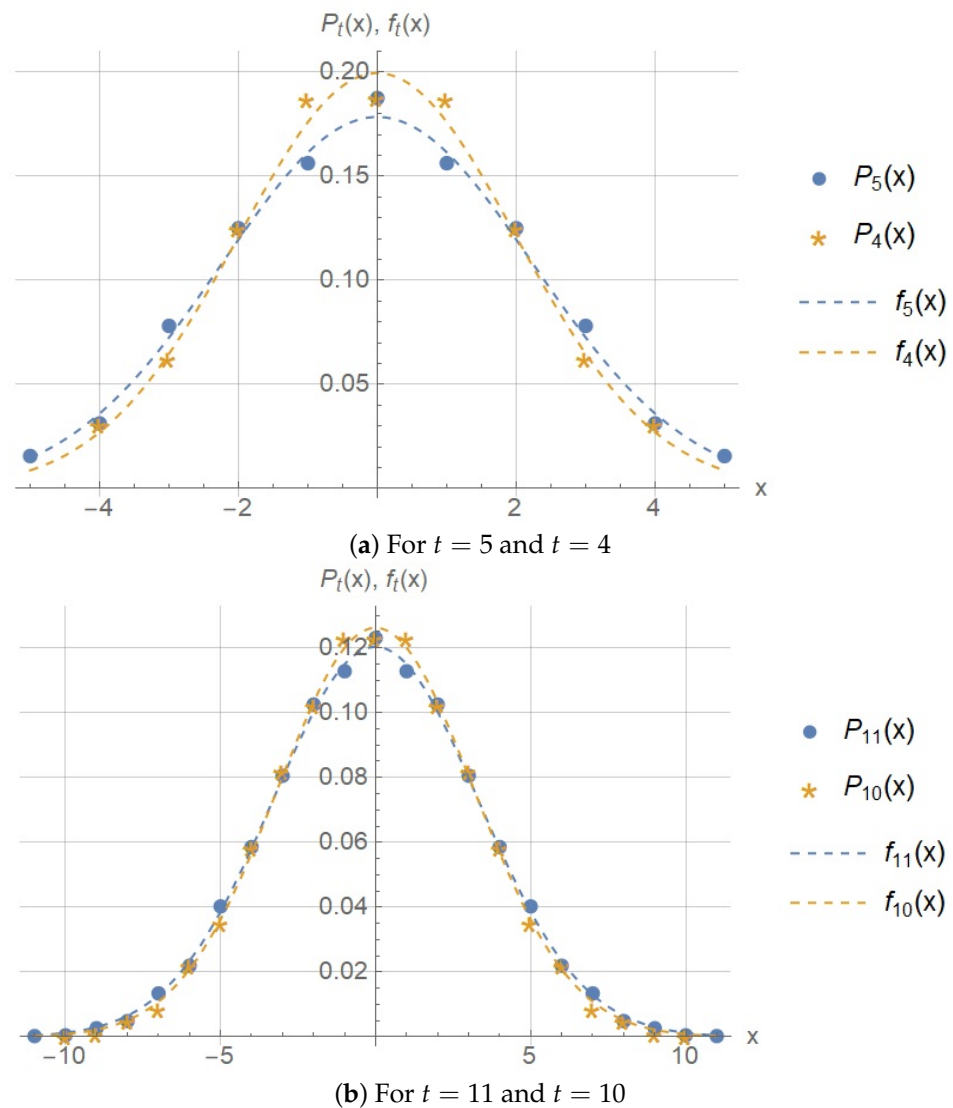 P_t(x), f_t(x)
0.20
0.15
0.10
0.05
−4 −2 2 4 x
P_5(x)
P_4(x)
f_5(x)
f_4(x)
(a) For t = 5 and t = 4
P_t(x), f_t(x)
0.12
0.10
0.08
0.06
0.04
0.02
−10 −5 5 10 x
P_11(x)
P_10(x)
f_11(x)
f_10(x)
(b) For t = 11 and t = 10